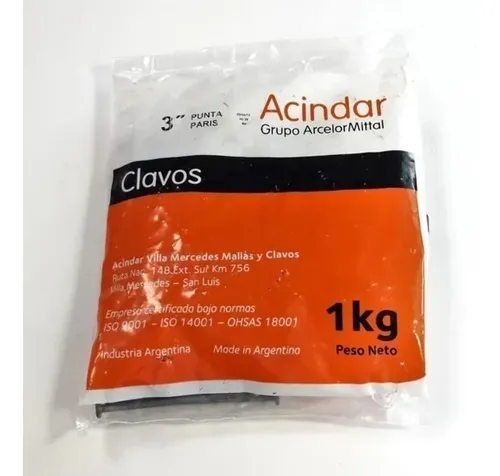 3" PUNTA
PARIS
Acindar
Grupo ArcelorMittal
Clavos
Acindar Villa Mercedes Mallas y Clavos
Ruta Nac. 148 Ext. Sur Km 756
Villa Mercedes – San Luis
Empresa certificada bajo normas
ISO 9001 – ISO 14001 – OHSAS 18001
1kg
Peso Neto
Industria Argentina
Made in Argentina